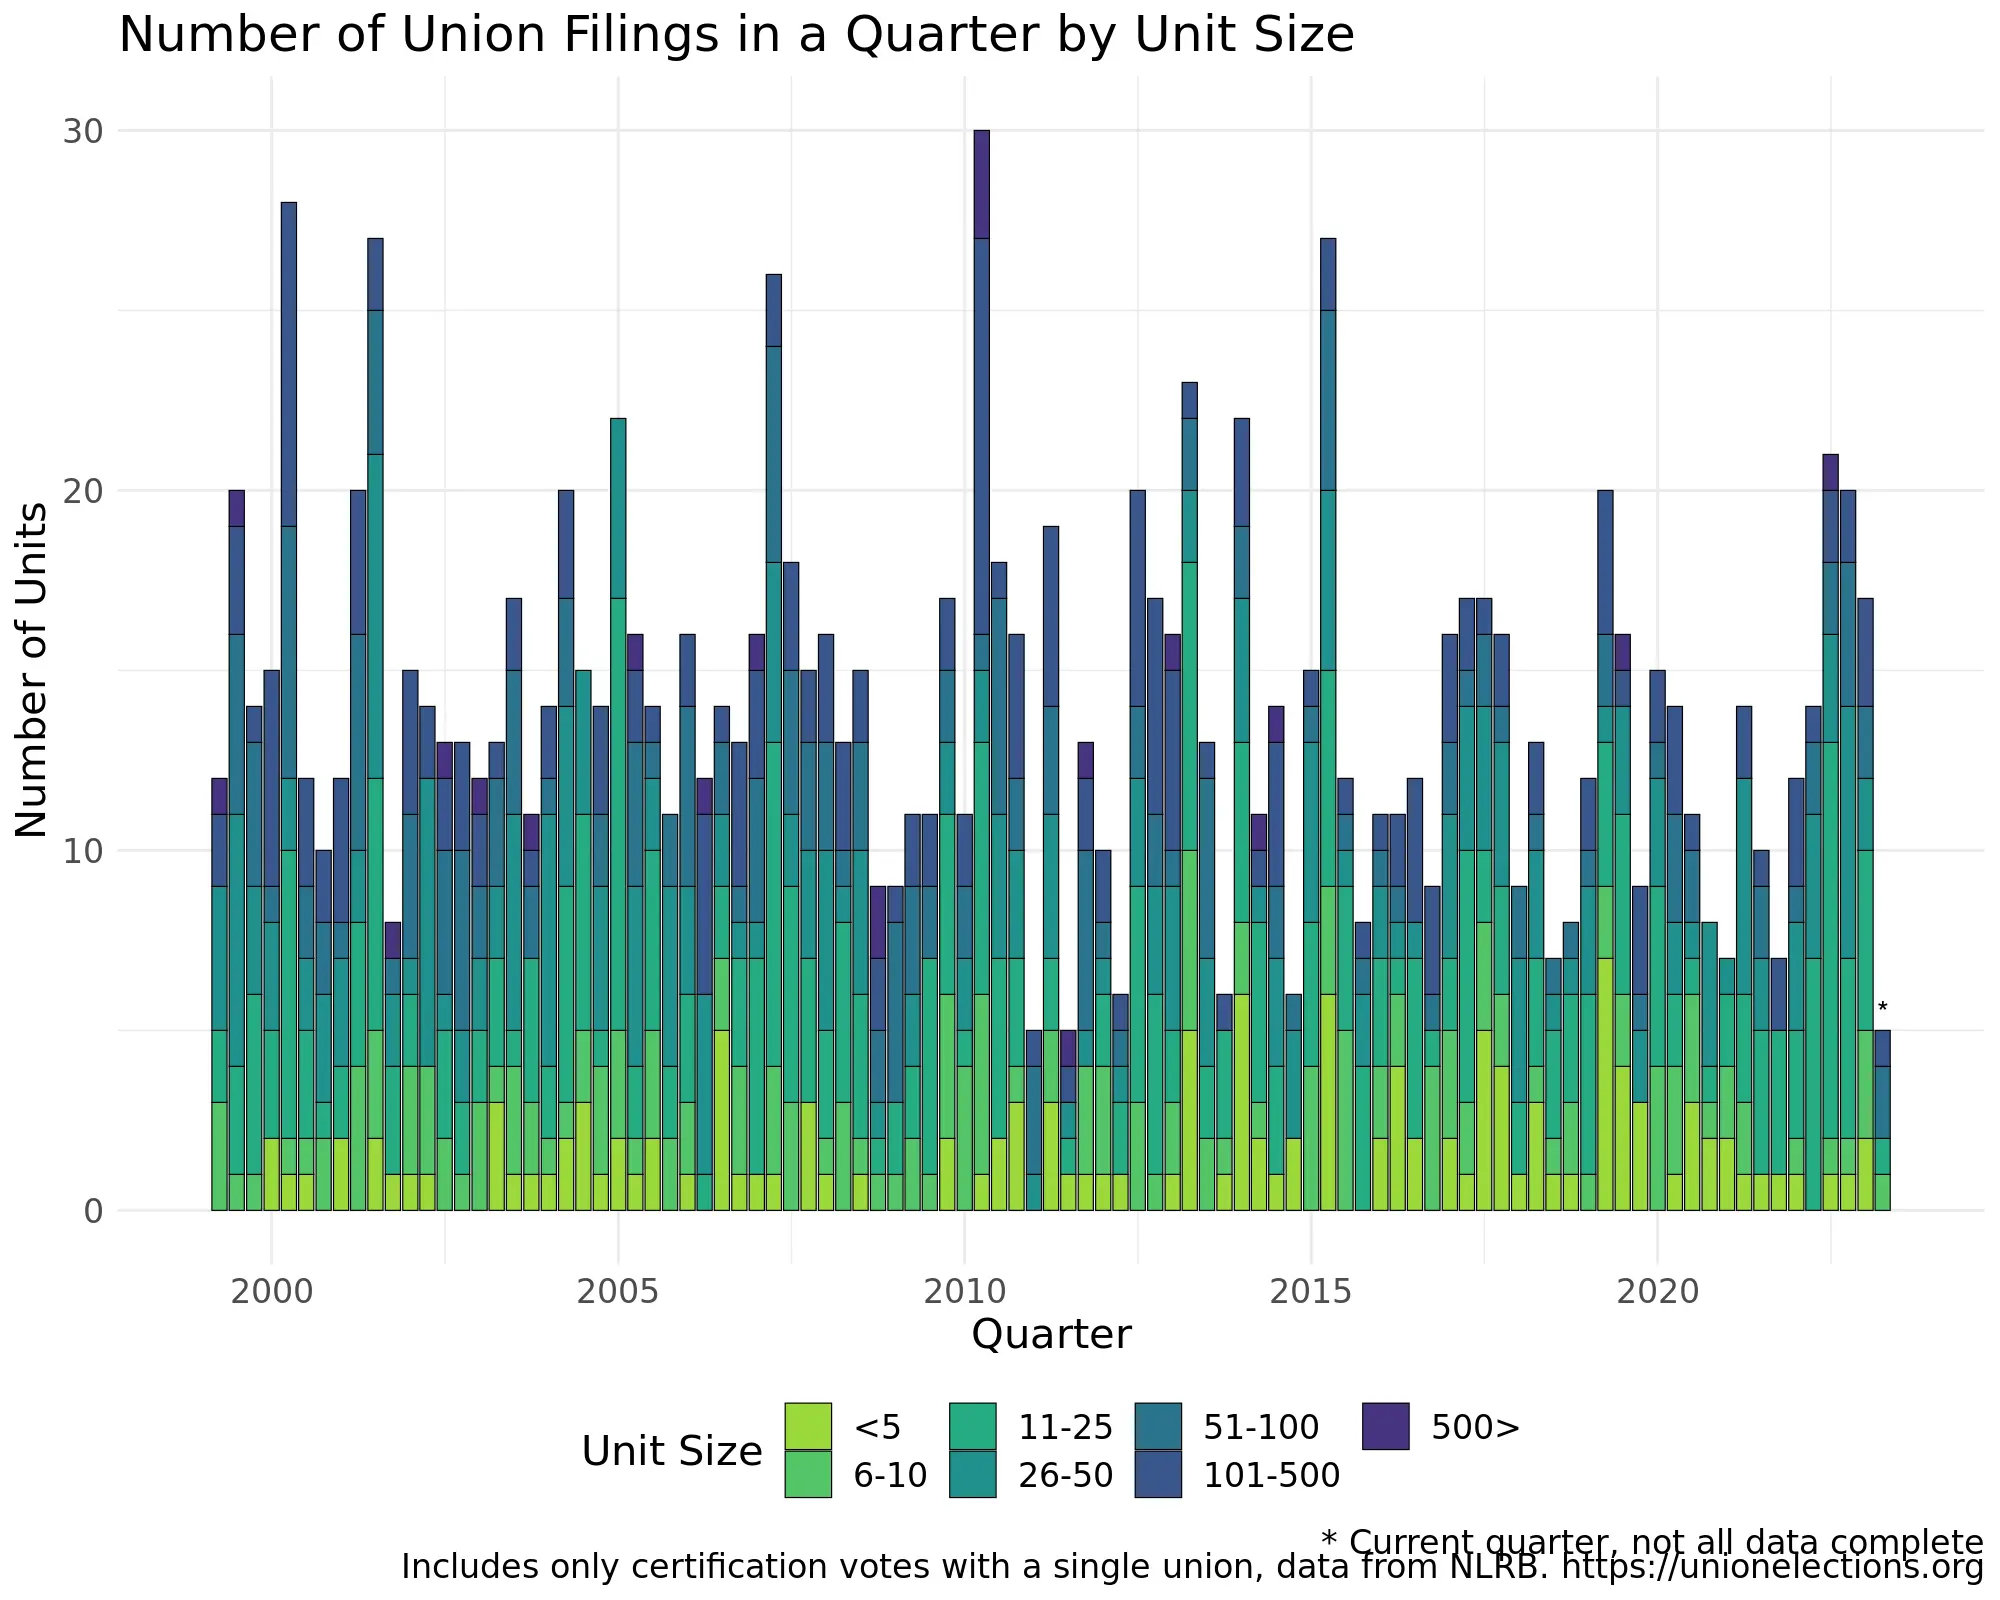 Number of Union Filings in a Quarter by Unit Size
Number of Units
30
20
10
0
2000 2005 2010 2015 2020
*
Quarter
Unit Size
<5 11-25 51-100 500>
6-10 26-50 101-500
* Current quarter, not all data complete
Includes only certification votes with a single union, data from NLRB. https://unionelections.org